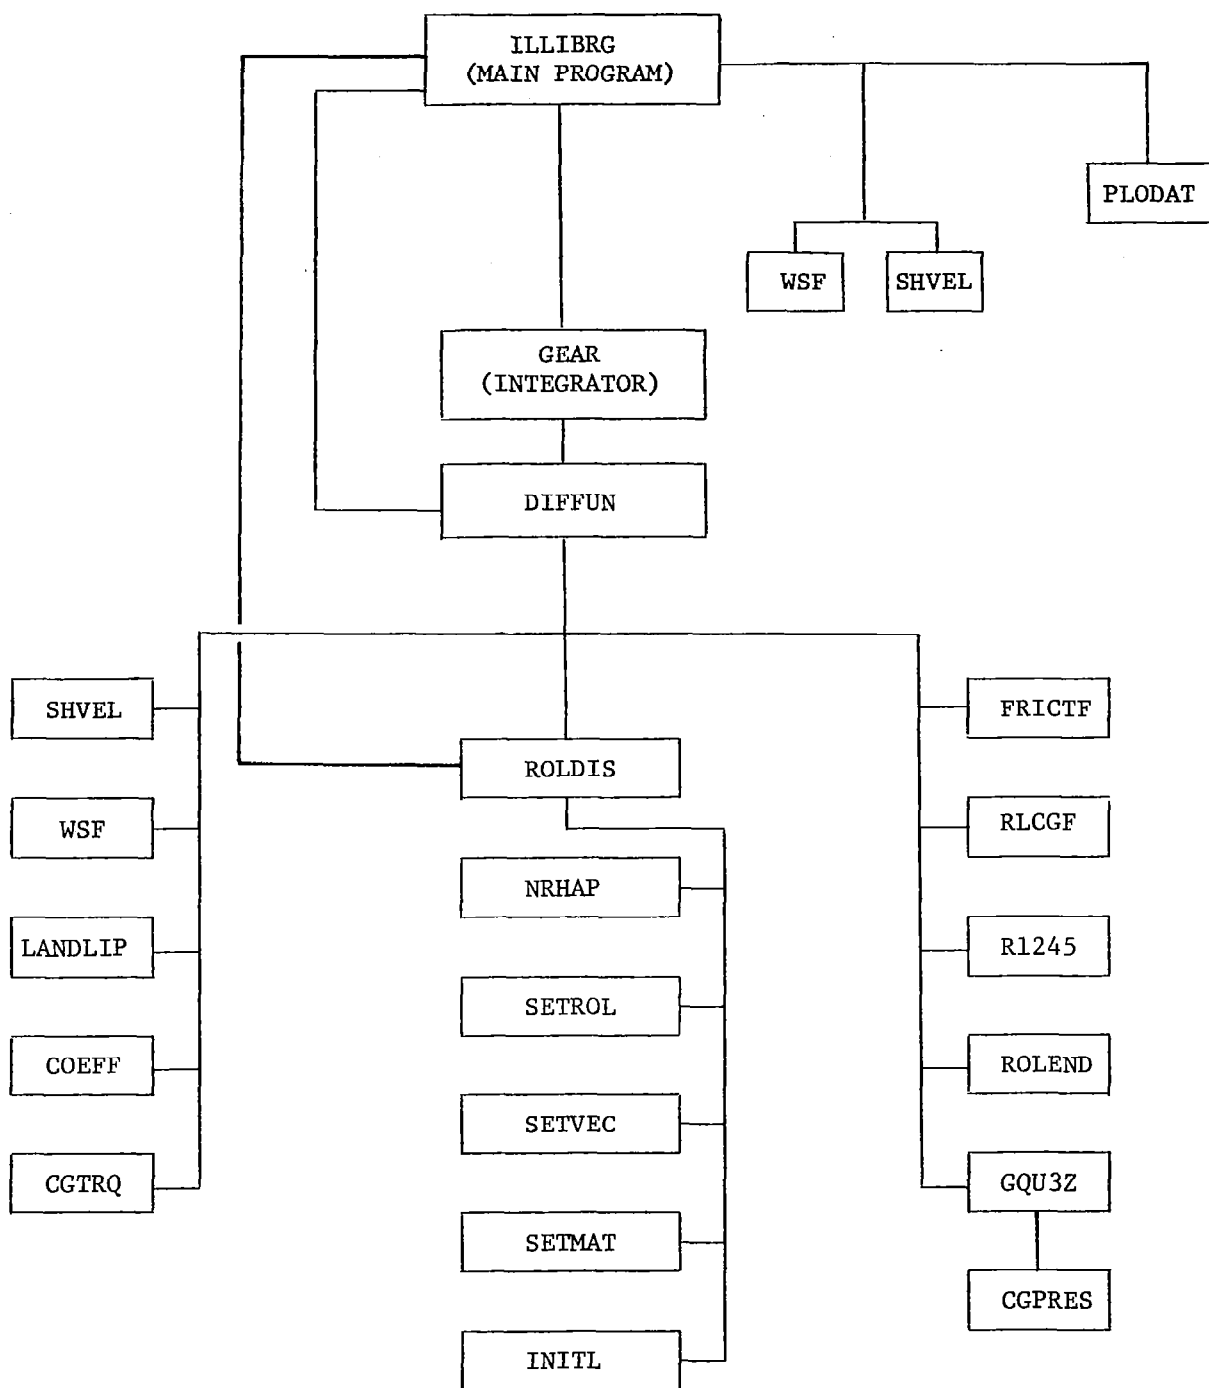 ILLIBRG
(MAIN PROGRAM)
PLODAT
WSF
SHVEL
GEAR
(INTEGRATOR)
DIFFUN
SHVEL
FRICTF
ROLDIS
WSF
RLCGF
NRHAP
LANDLIP
R1245
SETROL
COEFF
ROLEND
SETVEC
CGTRQ
GQU3Z
SETMAT
CGPRES
INITL